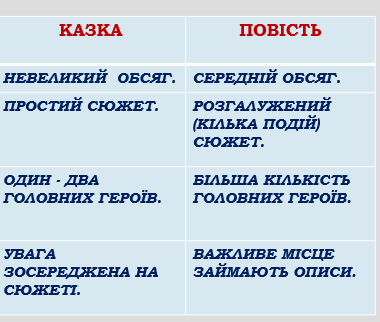 КАЗКА
ПОВІСТЬ
НЕВЕЛИКИЙ ОБСЯГ.
СЕРЕДНІЙ ОБСЯГ.
ПРОСТИЙ СЮЖЕТ.
РОЗГАЛУЖЕНИЙ
(КІЛЬКА ПОДІЙ)
СЮЖЕТ.
ОДИН - ДВА
ГОЛОВНИХ ГЕРОЇВ.
БІЛЬША КІЛЬКІСТЬ
ГОЛОВНИХ ГЕРОЇВ.
УВАГА
ЗОСЕРЕДЖЕНА НА
СЮЖЕТІ.
ВАЖЛИВЕ МІСЦЕ
ЗАЙМАЮТЬ ОПИСИ.